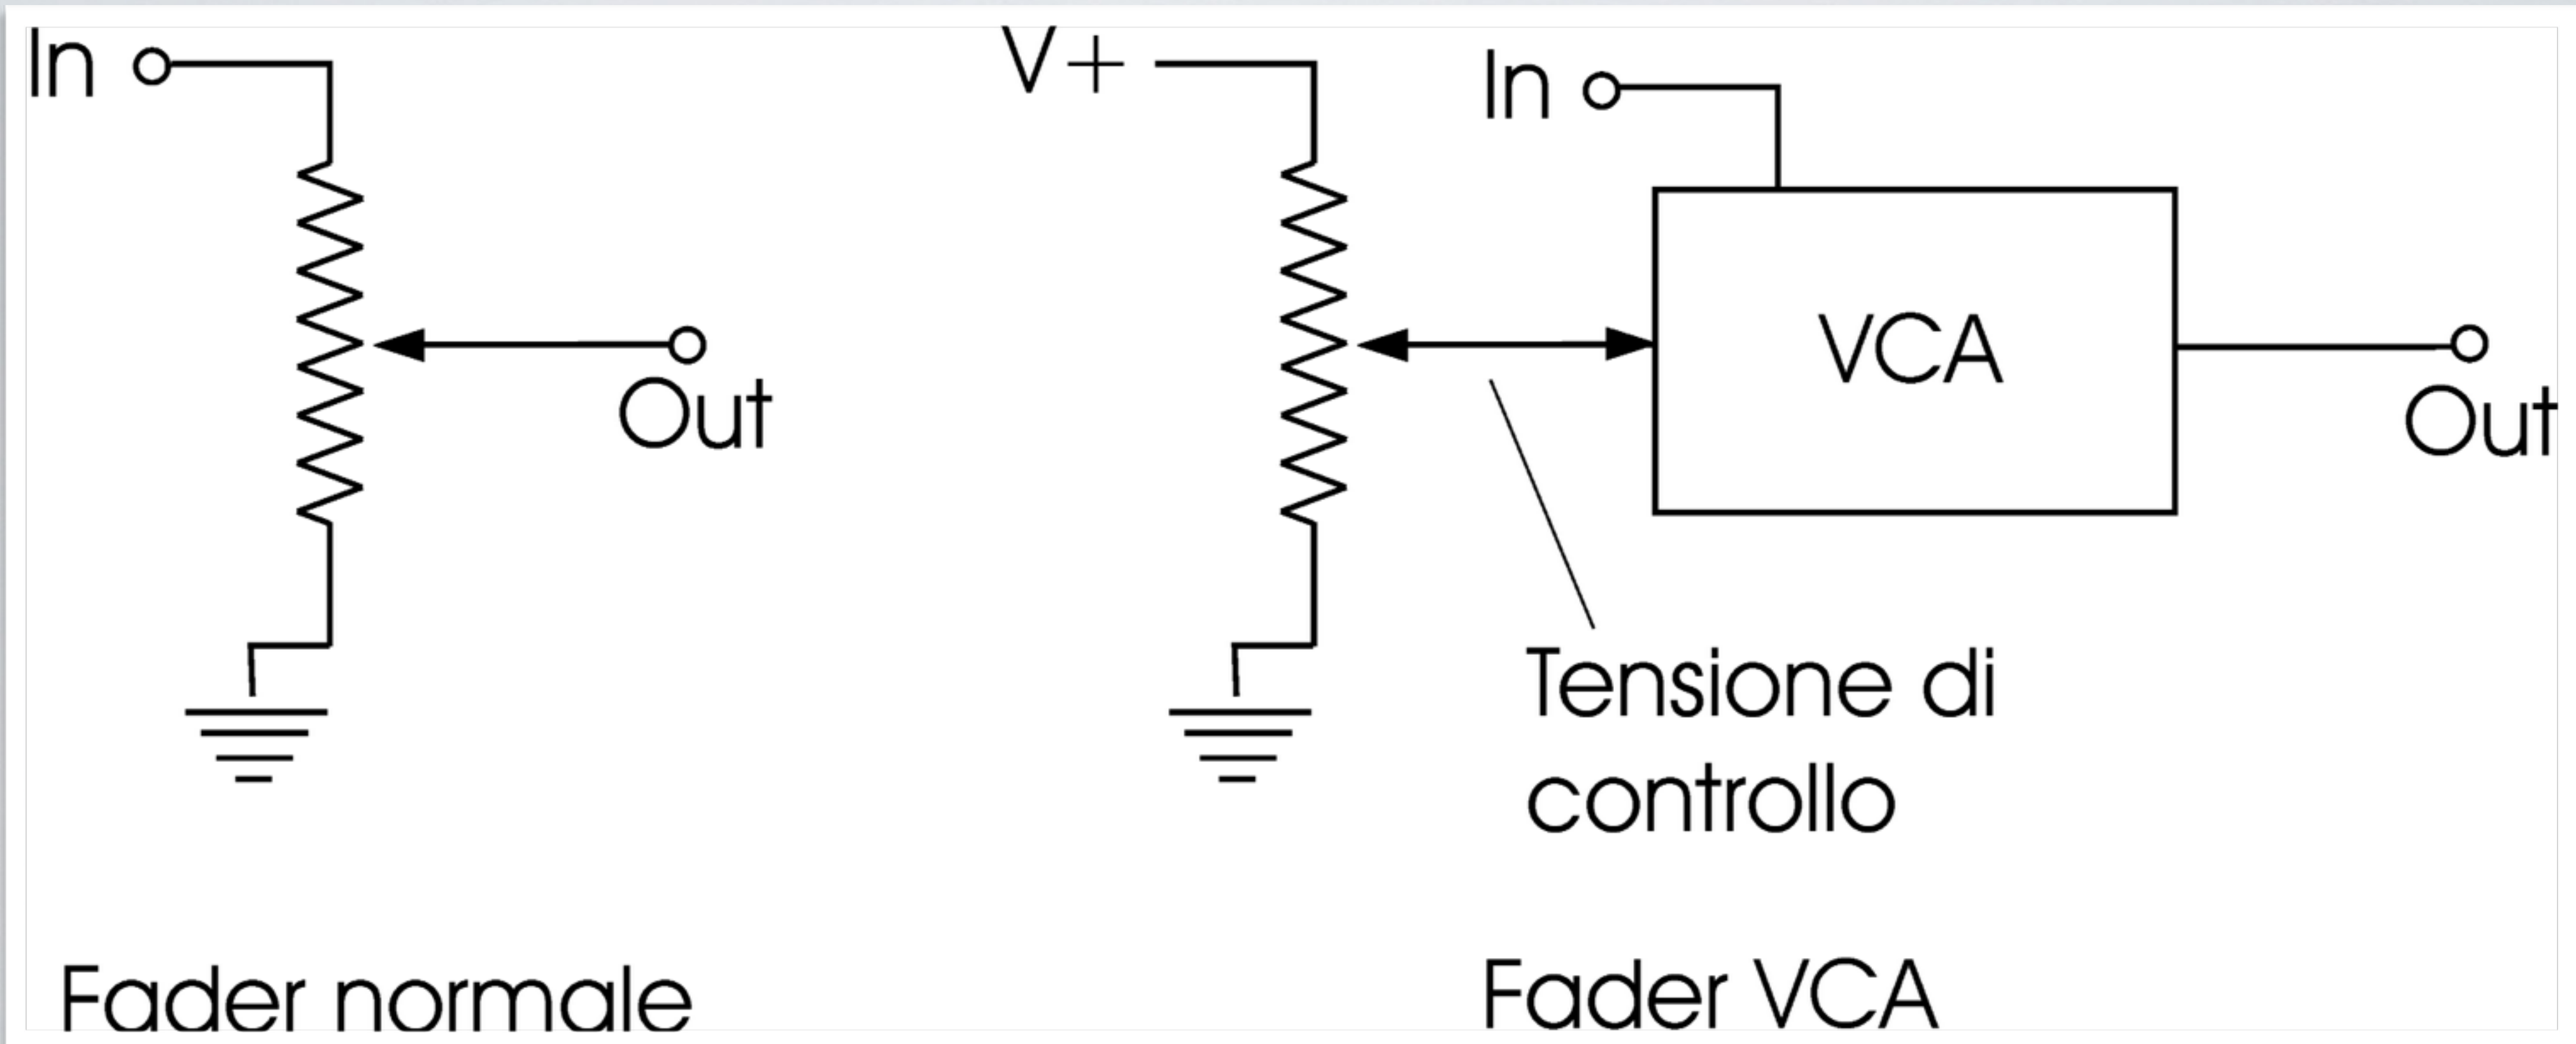 In
Out
Fader normale
V+
In
VCA
Out
Tensione di
controllo
Fader VCA